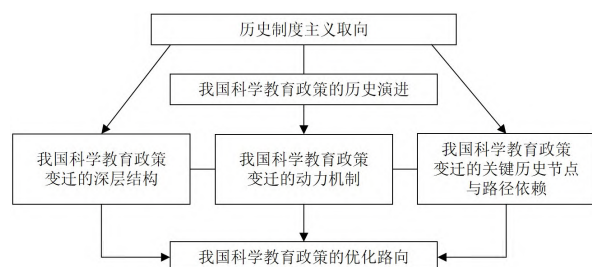 历史制度主义取向
我国科学教育政策的历史演进
我国科学教育政策
变迁的深层结构
我国科学教育政策
变迁的动力机制
我国科学教育政策
变迁的关键历史节点
与路径依赖
我国科学教育政策的优化路向